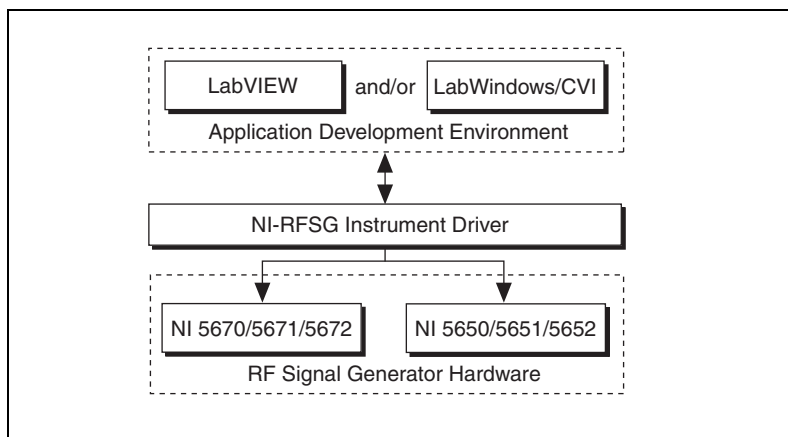 LabVIEW and/or LabWindows/CVI
Application Development Environment
NI-RFSG Instrument Driver
NI 5670/5671/5672 NI 5650/5651/5652
RF Signal Generator Hardware